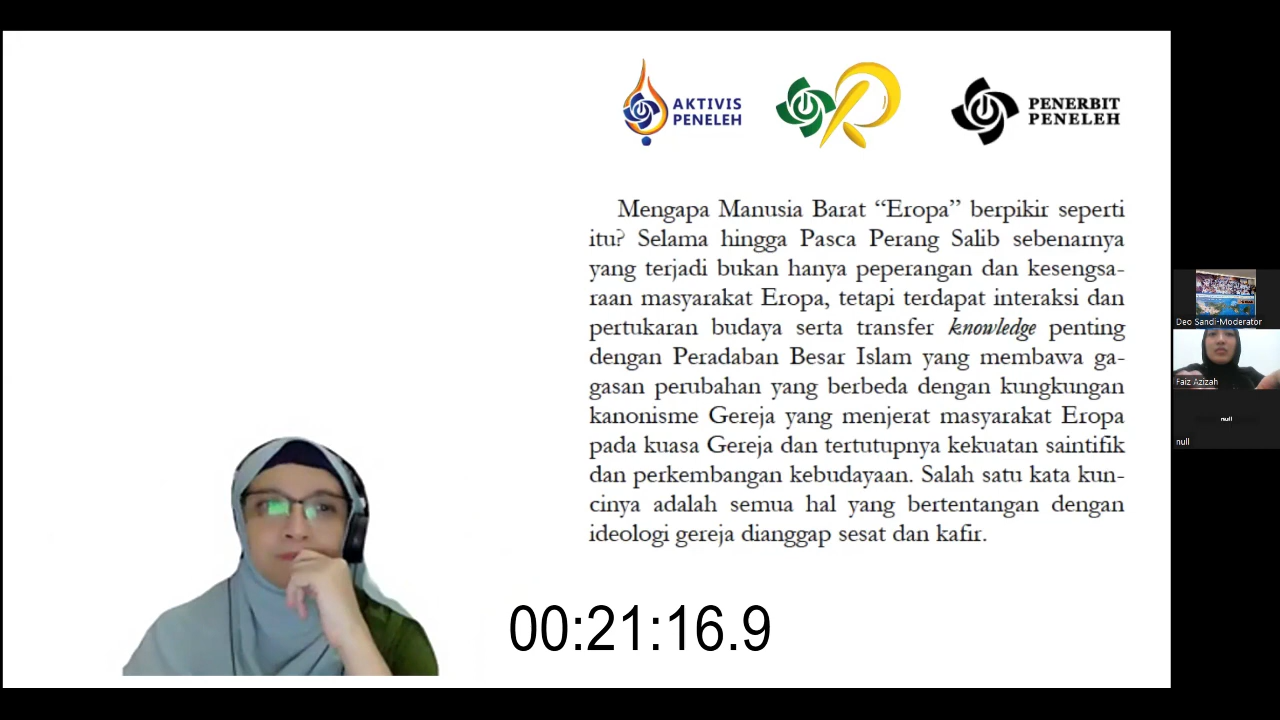 AKTIVIS
PENELEH
PENERBIT
PENELEH
Mengapa Manusia Barat “Eropa” berpikir seperti
itu? Selama hingga Pasca Perang Salib sebenarnya
yang terjadi bukan hanya peperangan dan kesengsa-
raan masyarakat Eropa, tetapi terdapat interaksi dan
pertukaran budaya serta transfer knowledge penting
dengan Peradaban Besar Islam yang membawa ga-
gasan perubahan yang berbeda dengan kungkungan
kanonisme Gereja yang menjerat masyarakat Eropa
pada kuasa Gereja dan tertutupnya kekuatan saintifik
dan perkembangan kebudayaan. Salah satu kata kun-
cinya adalah semua hal yang bertentangan dengan
ideologi gereja dianggap sesat dan kafir.
00:21:16.9
Deo Sandi-Moderator
Faiz Azizah
null
null